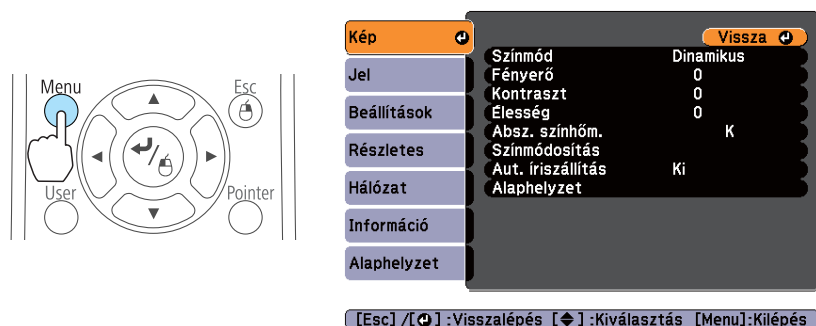 Menu
Esc
User
Pointer
Kép
Jel
Beállítások
Részletes
Hálózat
Információ
Alaphelyzet
Vissza
Színmód Dinamikus
Fényerő 0
Kontraszt 0
Élesség 0
Absz. színhőm. K
Színmódosítás
Aut. íriszállítás Ki
Alaphelyzet
[Esc] /[ ] :Visszalépés [ ] :Kiválasztás [Menu]:Kilépés